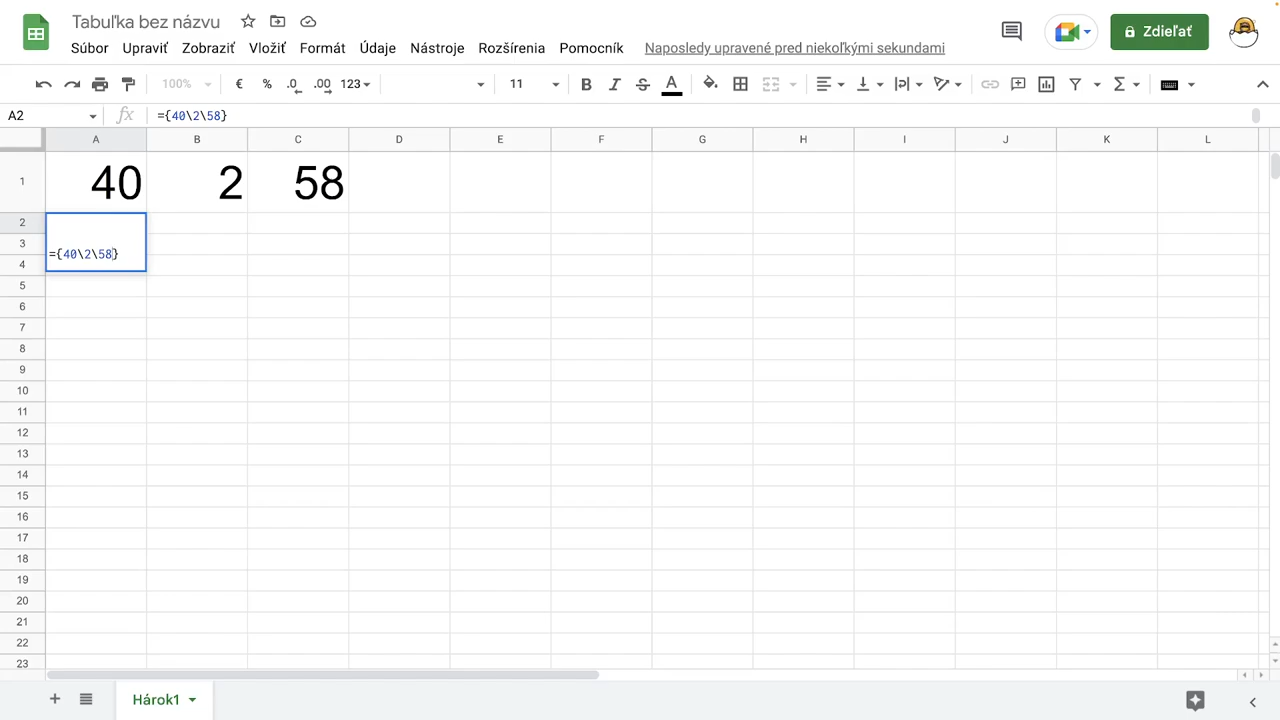 Tabuľka bez názvu
Súbor Upraviť Zobraziť Vložiť Formát Údaje Nástroje Rozšírenia Pomocník Naposledy upravené pred niekoľkými sekundami
Zdieľať
100% € % .0 .00 123 11 B I S A
A2 fx ={40\2\58}
A B C D E F G H I J K L
1 40 2 58
2
3
4 ={40\2\58}
5
6
7
8
9
10
11
12
13
14
15
16
17
18
19
20
21
22
23
Hárok1